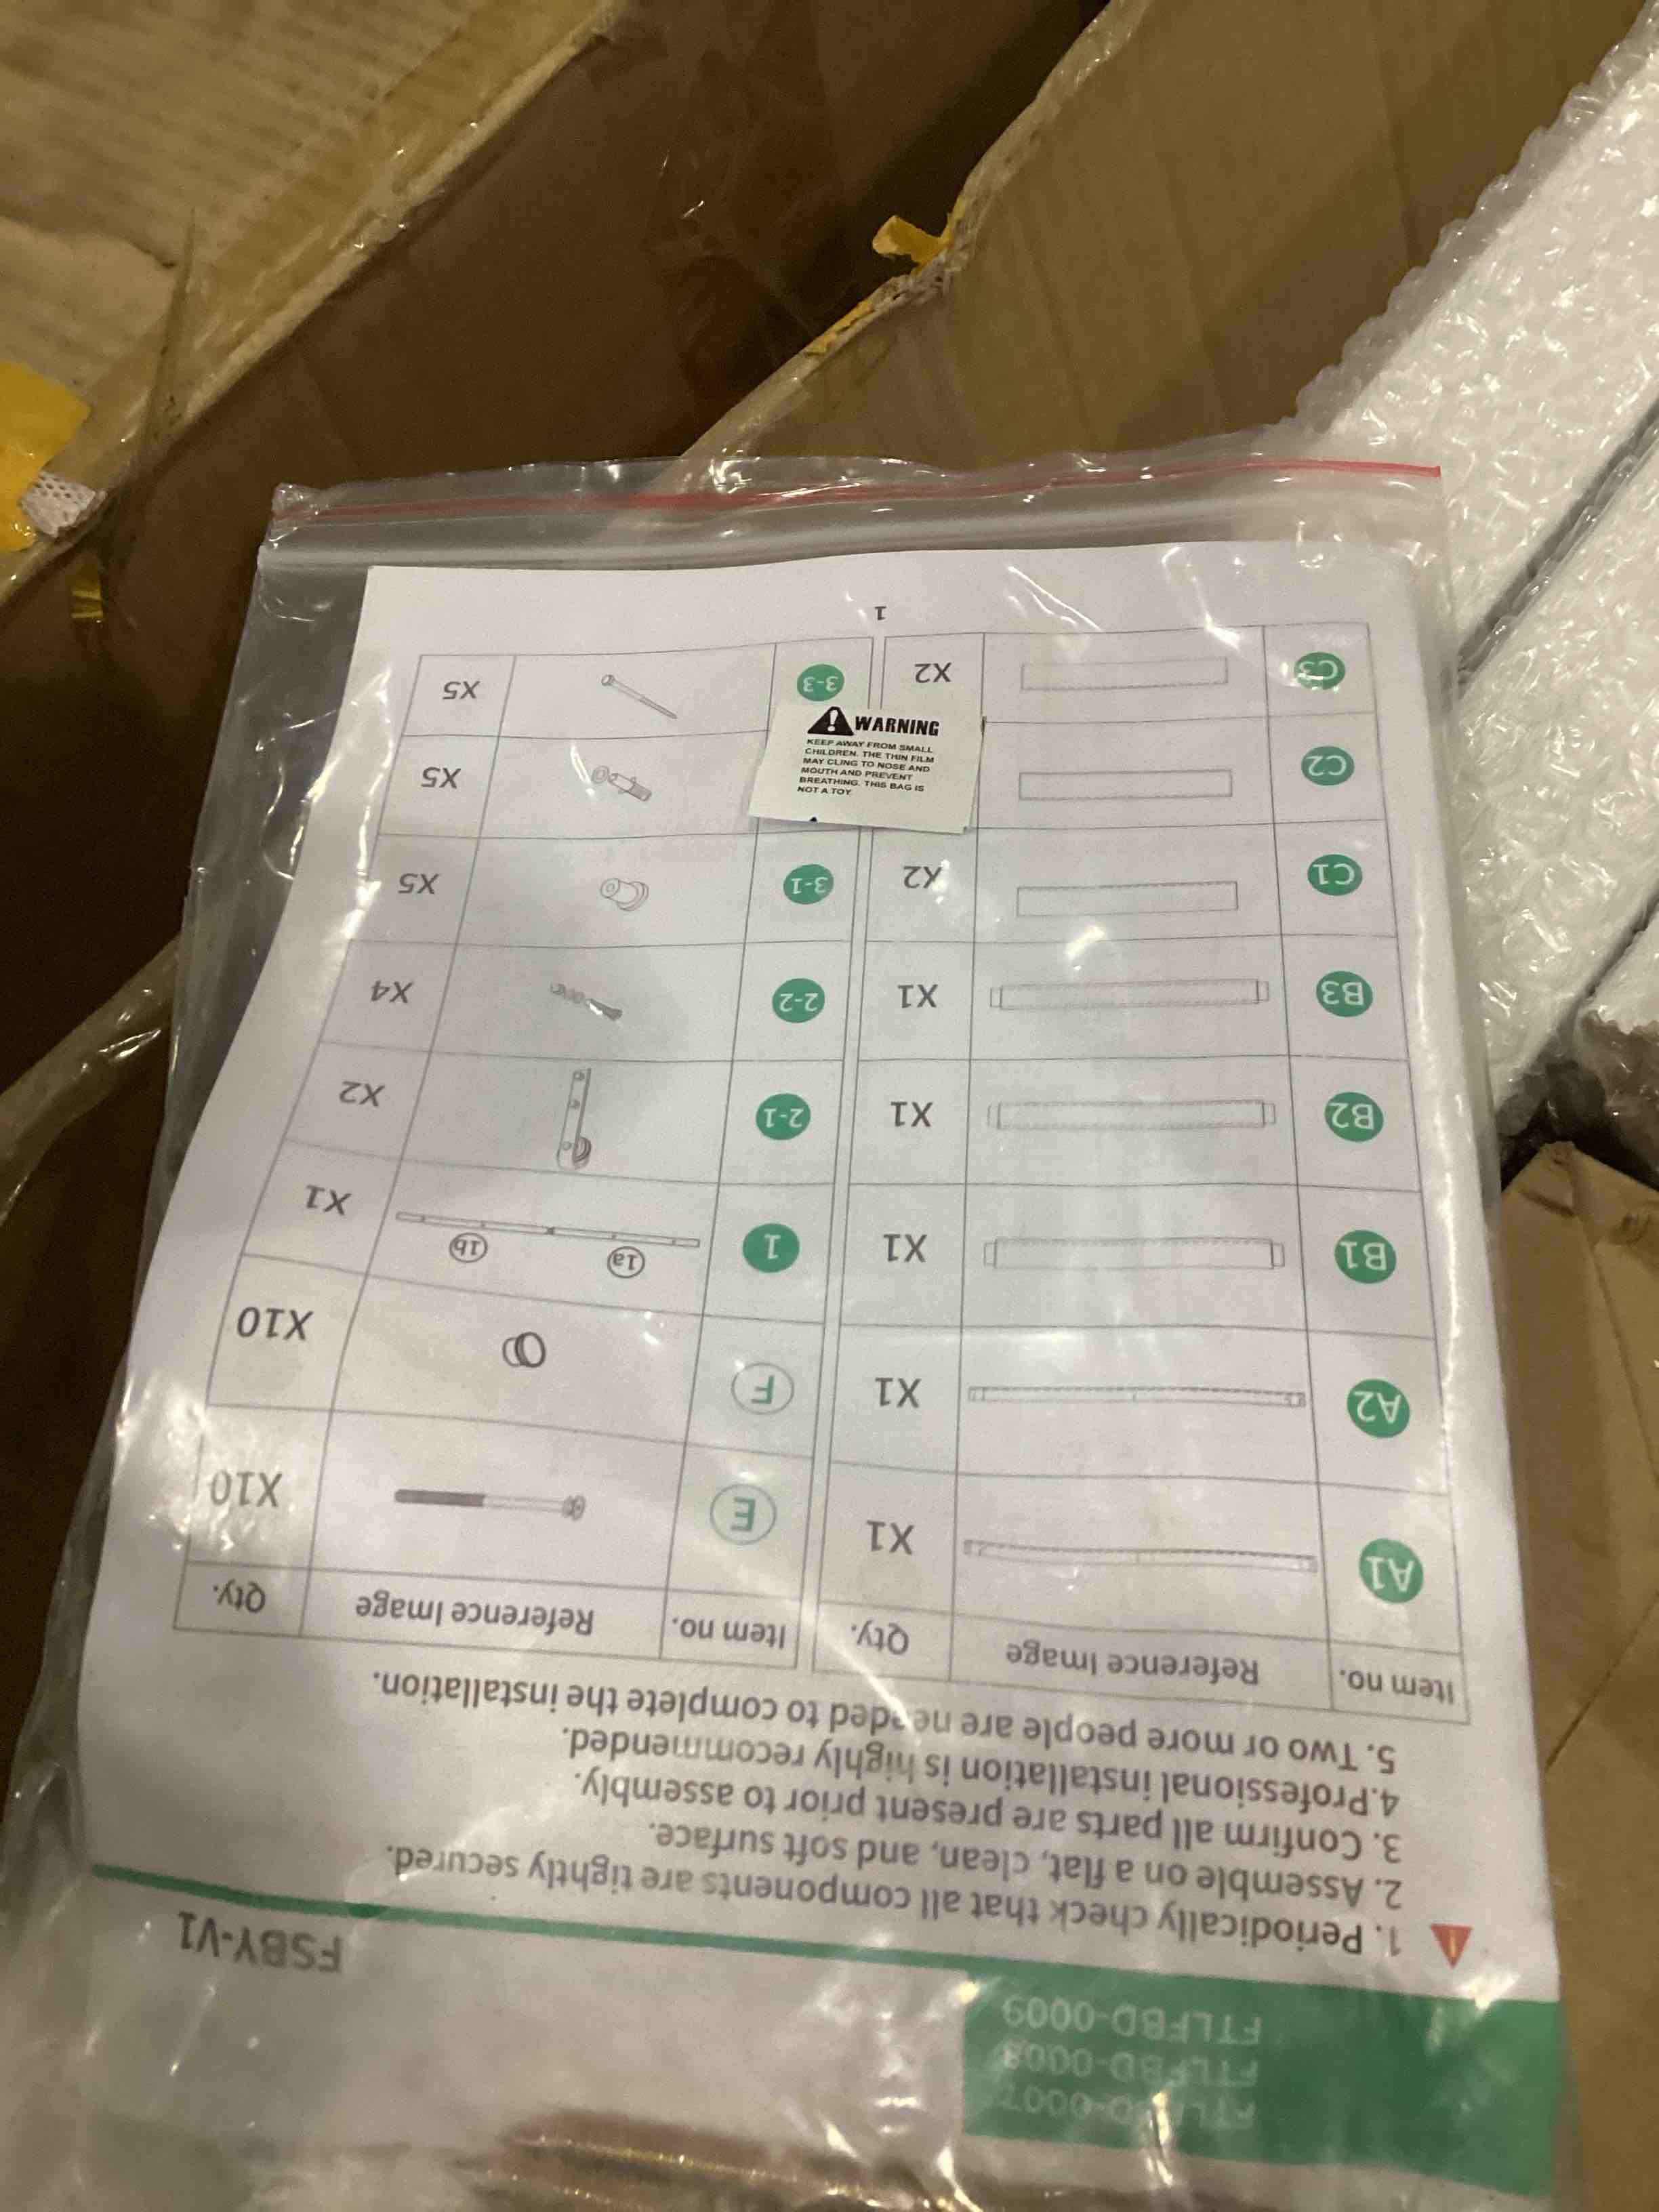 FTLFBD-0007
FTLFBD-0008
FTLFBD-0009
FSBY-V1
1. Periodically check that all components are tightly secured.
2. Assemble on a flat, clean, and soft surface.
3. Confirm all parts are present prior to assembly.
4.Professional installation is highly recommended.
5. Two or more people are needed to complete the installation.
Item no. Reference Image Qty. Item no. Reference Image Qty.
A1 X1 E X10
A2 X1 F X10
B1 X1 1 1a 1b X1
B2 X1 2-1 X2
B3 X1 2-2 X4
C1 X2 3-1 X5
C2 X5
C3 X2 3-3 X5
1
WARNING
KEEP AWAY FROM SMALL
CHILDREN. THE THIN FILM
MAY CLING TO NOSE AND
MOUTH AND PREVENT
BREATHING. THIS BAG IS
NOT A TOY